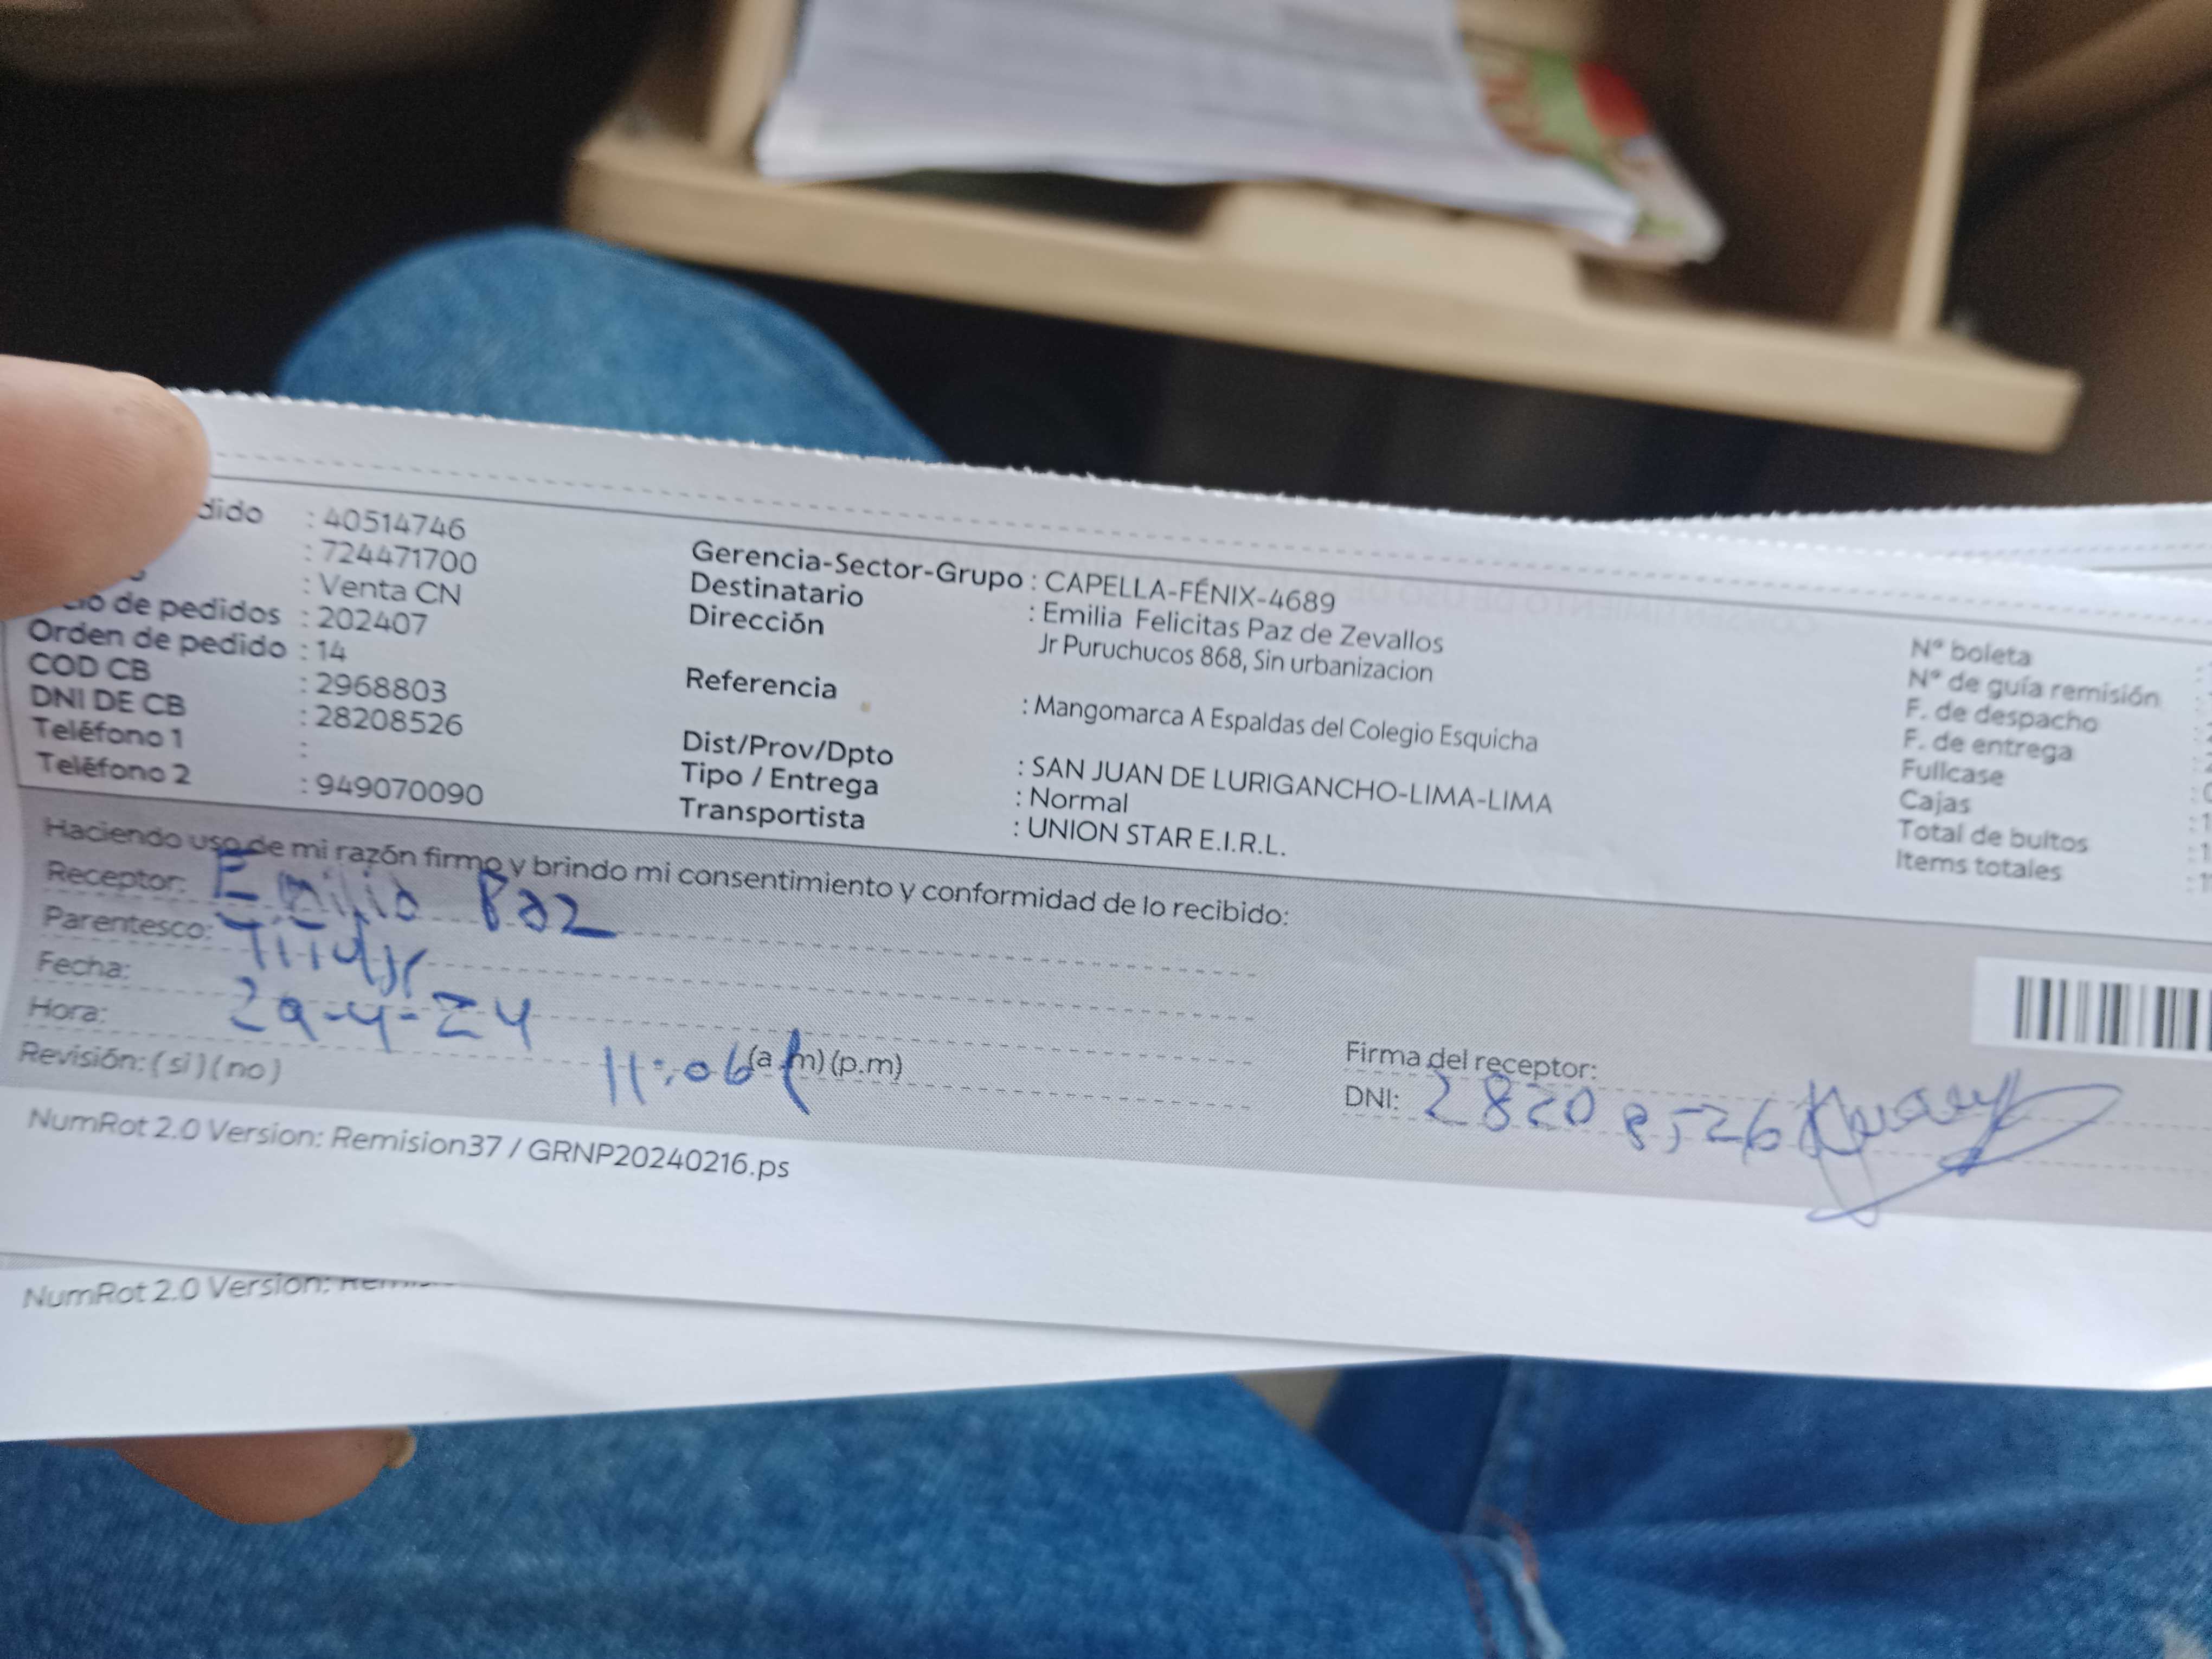 dido : 40514746
: 724471700
: Venta CN
de pedidos : 202407
Orden de pedido : 14
COD CB : 2968803
DNI DE CB : 28208526
Teléfono 1 :
Teléfono 2 : 949070090
Gerencia-Sector-Grupo : CAPELLA-FÉNIX-4689
Destinatario : Emilia Felicitas Paz de Zevallos
Dirección Jr Puruchucos 868, Sin urbanizacion
Referencia : Mangomarca A Espaldas del Colegio Esquicha
Dist/Prov/Dpto : SAN JUAN DE LURIGANCHO-LIMA-LIMA
Tipo / Entrega : Normal
Transportista : UNION STAR E.I.R.L.
N° boleta :
N° de guía remisión :
F. de despacho
F. de entrega
Fullcase
Cajas
Total de bultos
Items totales
Haciendo uso de mi razón firmo y brindo mi consentimiento y conformidad de lo recibido:
Receptor: Emilia Paz
Parentesco: Titular
Fecha: 29-4-24
Hora: 11:06 (a.m) (p.m)
Revisión: ( si ) ( no )
Firma del receptor:
DNI: 28208526
NumRot 2.0 Version: Remision37 / GRNP20240216.ps
NumRot 2.0 Version: